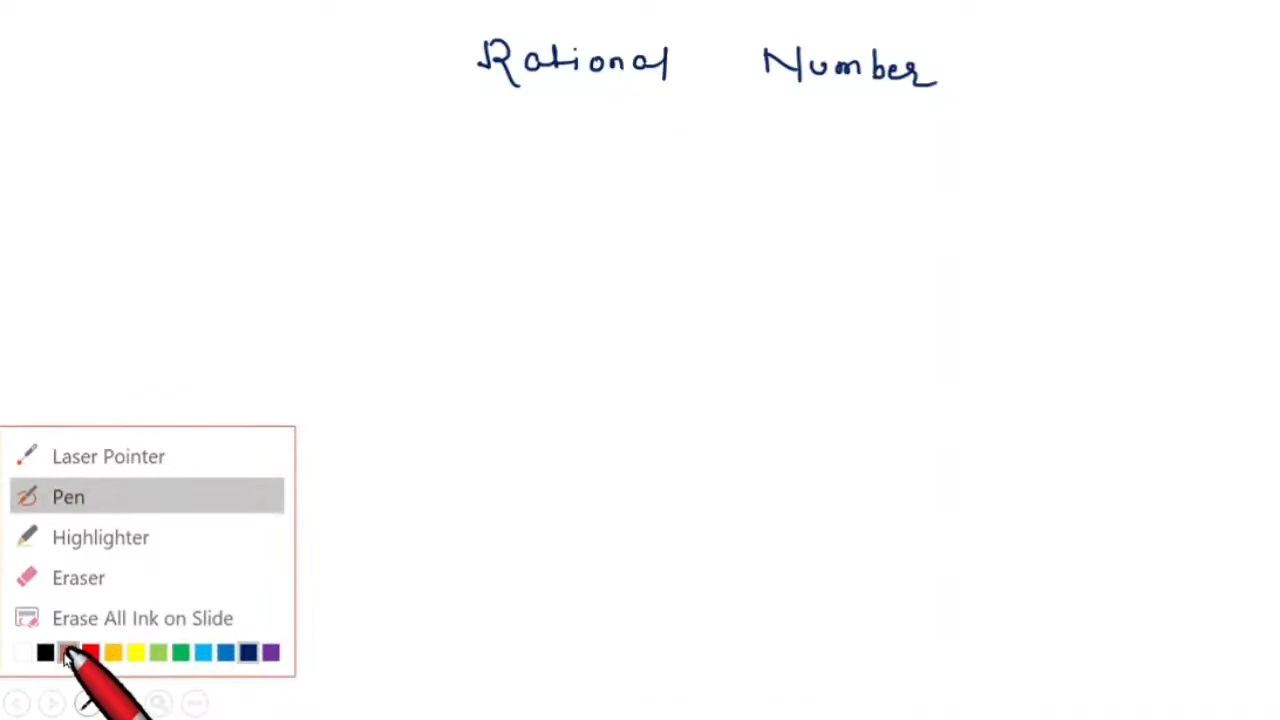 Rational Number
Laser Pointer
Pen
Highlighter
Eraser
Erase All Ink on Slide